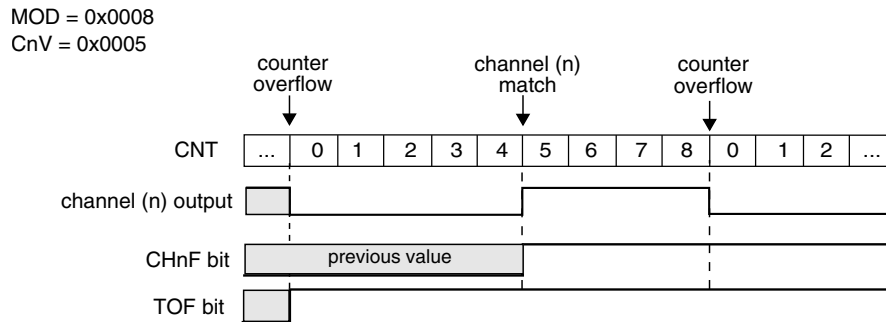 MOD = 0x0008
CnV = 0x0005
counter
overflow
channel (n)
match
counter
overflow
CNT ... 0 1 2 3 4 5 6 7 8 0 1 2 ...
channel (n) output
CHnF bit previous value
TOF bit